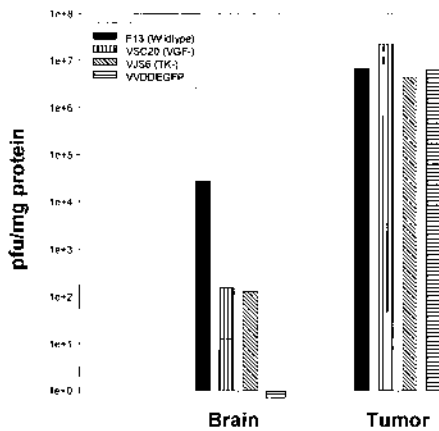 1e+8
F13 (Wildtype)
VSC20 (VGF-)
VJS6 (TK-)
VVDDEGFP
1e+7
1e+6
1e+5
1e+4
1e+3
1e+2
1e+1
1e+0
pfu/mg protein
Brain
Tumor